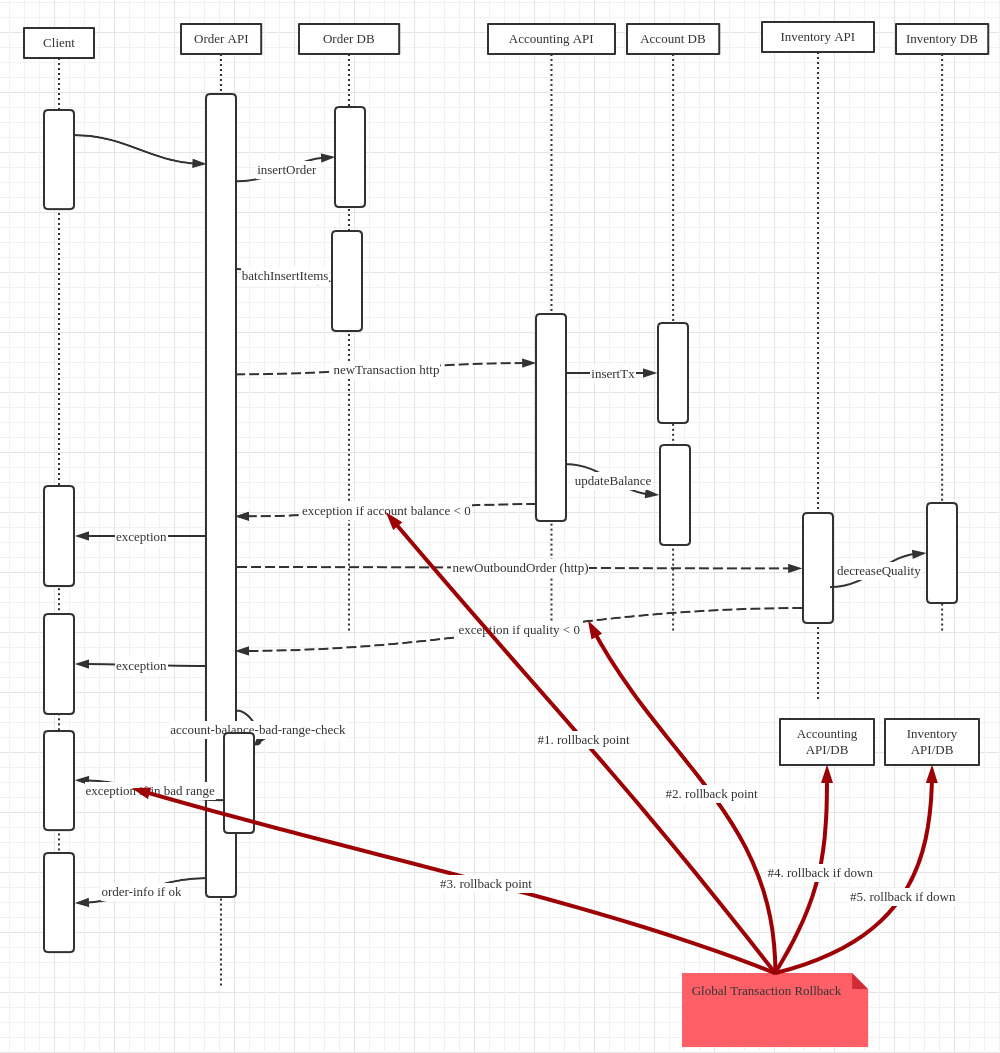 Client
Order API
Order DB
Accounting API
Account DB
Inventory API
Inventory DB
insertOrder
batchInsertItems
newTransaction http
insertTx
updateBalance
exception if account balance < 0
exception
newOutboundOrder (http)
decreaseQuality
exception if quality < 0
exception
account-balance-bad-range-check
Accounting
API/DB
Inventory
API/DB
#1. rollback point
exception if in bad range
#2. rollback point
#3. rollback point
#4. rollback if down
order-info if ok
#5. rollback if down
Global Transaction Rollback